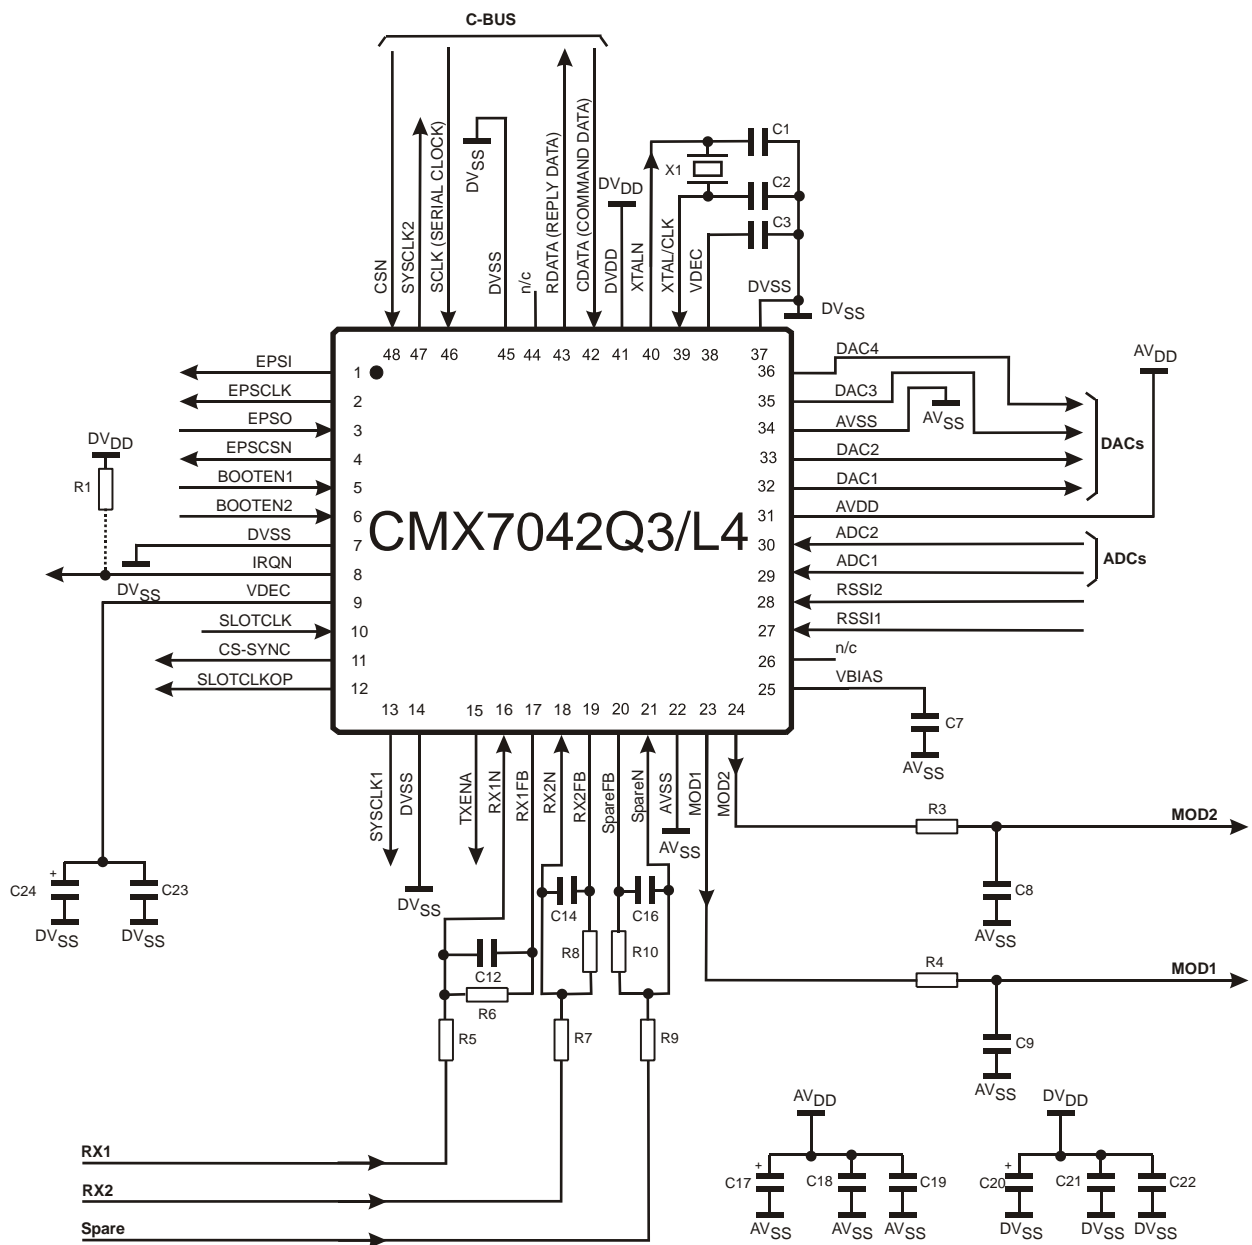 C-BUS
CSN
SYSCLK2
SCLK (SERIAL CLOCK)
DVSS
DVSS
n/c
RDATA (REPLY DATA)
CDATA (COMMAND DATA)
DVDD
DVDD
XTALN
XTAL/CLK
VDEC
X1
C1
C2
C3
DVSS
DVSS
48 47 46 45 44 43 42 41 40 39 38 37
EPSI 1
EPSCLK 2
EPSO 3
EPSCSN 4
BOOTEN1 5
BOOTEN2 6
DVSS 7
IRQN 8
VDEC 9
SLOTCLK 10
CS-SYNC 11
SLOTCLKOP 12
DVDD
R1
DVSS
CMX7042Q3/L4
36 DAC4
35 DAC3
34 AVSS
33 DAC2
32 DAC1
31 AVDD
30 ADC2
29 ADC1
28 RSSI2
27 RSSI1
26 n/c
25 VBIAS
AVSS
AVDD
DACs
ADCs
C7
AVSS
13 14 15 16 17 18 19 20 21 22 23 24
SYSCLK1
DVSS
TXENA
RX1N
RX1FB
RX2N
RX2FB
SpareFB
SpareN
AVSS
MOD1
MOD2
AVSS
DVSS
R3
MOD2
C8
AVSS
R4
MOD1
C9
AVSS
C24
+
C23
DVSS
DVSS
C14
C16
R8
R10
C12
R6
R5
R7
R9
RX1
RX2
Spare
AVDD
C17
+
C18
C19
AVSS
AVSS
AVSS
DVDD
C20
+
C21
C22
DVSS
DVSS
DVSS